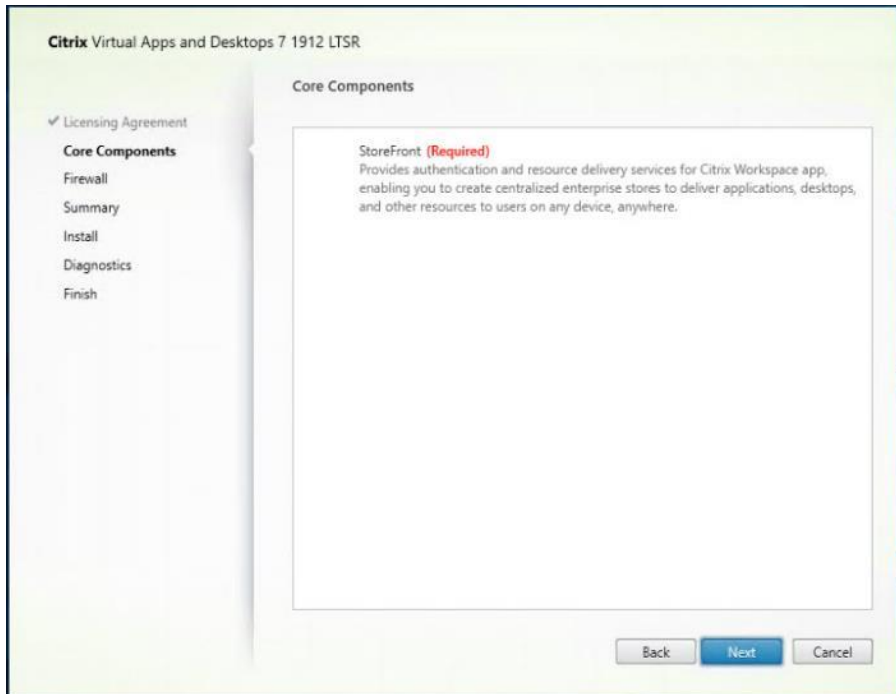 Citrix Virtual Apps and Desktops 7 1912 LTSR
Core Components
✔ Licensing Agreement
Core Components
Firewall
Summary
Install
Diagnostics
Finish
StoreFront (Required)
Provides authentication and resource delivery services for Citrix Workspace app,
enabling you to create centralized enterprise stores to deliver applications, desktops,
and other resources to users on any device, anywhere.
Back
Next
Cancel